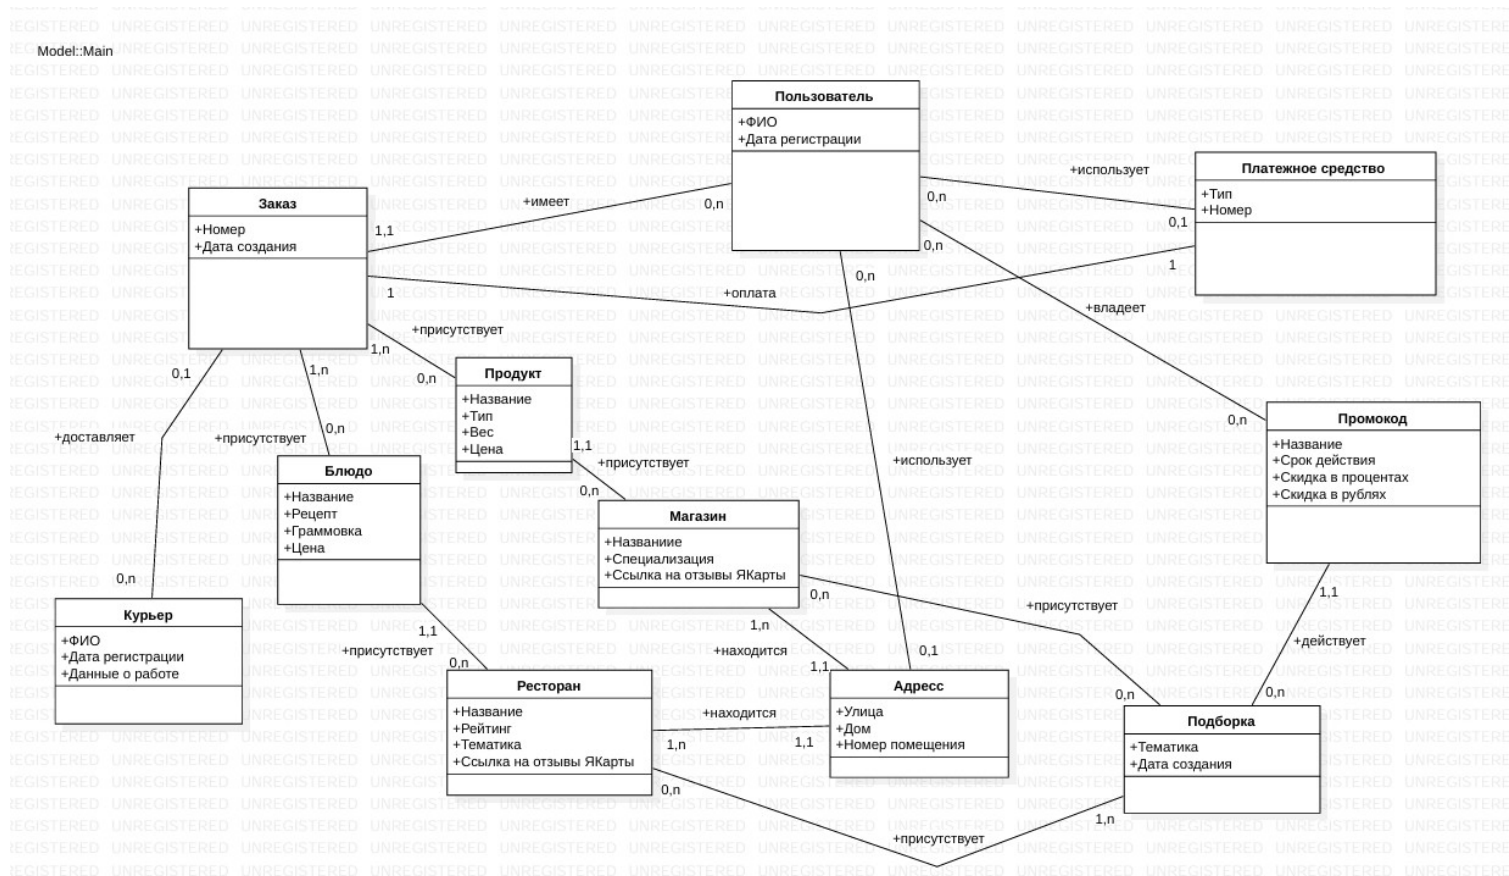 Model::Main
Пользователь
+ФИО
+Дата регистрации
Платежное средство
+Тип
+Номер
Заказ
+Номер
+Дата создания
+имеет
1,1
0,n
+использует
0,n
0,1
+оплата
1
1
0,n
+владеет
0,n
0,n
+использует
0,1
+присутствует
1,n
0,n
Продукт
+Название
+Тип
+Вес
+Цена
0,1
+доставляет
0,n
1,n
+присутствует
0,n
Блюдо
+Название
+Рецепт
+Граммовка
+Цена
1,1
+присутствует
0,n
Магазин
+Названиие
+Специализация
+Ссылка на отзывы ЯКарты
Промокод
+Название
+Срок действия
+Скидка в процентах
+Скидка в рублях
Курьер
+ФИО
+Дата регистрации
+Данные о работе
1,1
+присутствует
0,n
Ресторан
+Название
+Рейтинг
+Тематика
+Ссылка на отзывы ЯКарты
1,n
+находится
1,1
+находится
1,n
1,1
Адресс
+Улица
+Дом
+Номер помещения
0,n
+присутствует
0,n
1,1
+действует
0,n
Подборка
+Тематика
+Дата создания
0,n
+присутствует
1,n
UNREGISTERED